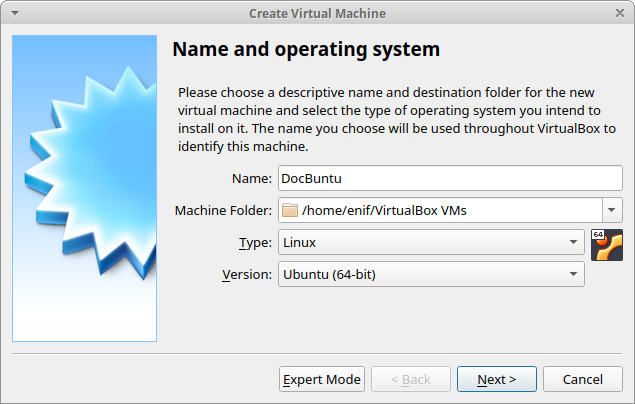 Create Virtual Machine
Name and operating system
Please choose a descriptive name and destination folder for the new
virtual machine and select the type of operating system you intend to
install on it. The name you choose will be used throughout VirtualBox to
identify this machine.
Name: DocBuntu
Machine Folder: /home/enif/VirtualBox VMs
Type: Linux
64
Version: Ubuntu (64-bit)
Expert Mode < Back Next > Cancel